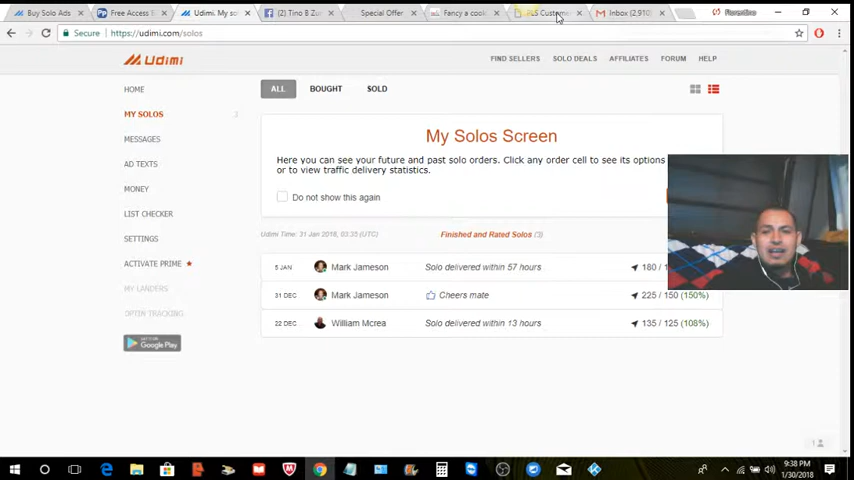 Buy Solo Ads
Free Access
Udimi. My so
(1) Tino B Zu
Special Offer
Fancy a cook
PLS Custom
Inbox (2,910
Florentino
Secure
https://udimi.com/solos
Udimi
FIND SELLERS
SOLO DEALS
AFFILIATES
FORUM
HELP
HOME
MY SOLOS 3
MESSAGES
AD TEXTS
MONEY
LIST CHECKER
SETTINGS
ACTIVATE PRIME
MY LANDERS
OPTIN TRACKING
Google Play
ALL
BOUGHT
SOLD
My Solos Screen
Here you can see your future and past solo orders. Click any order cell to see its options
or to view traffic delivery statistics.
Do not show this again
Udimi Time: 31 Jan 2018, 03:33 (UTC)
Finished and Rated Solos (3)
5 JAN Mark Jameson Solo delivered within 57 hours 180 / 1
31 DEC Mark Jameson Cheers mate 225 / 150 (150%)
22 DEC William Mcrea Solo delivered within 13 hours 135 / 125 (108%)
1
9:38 PM
1/30/2018